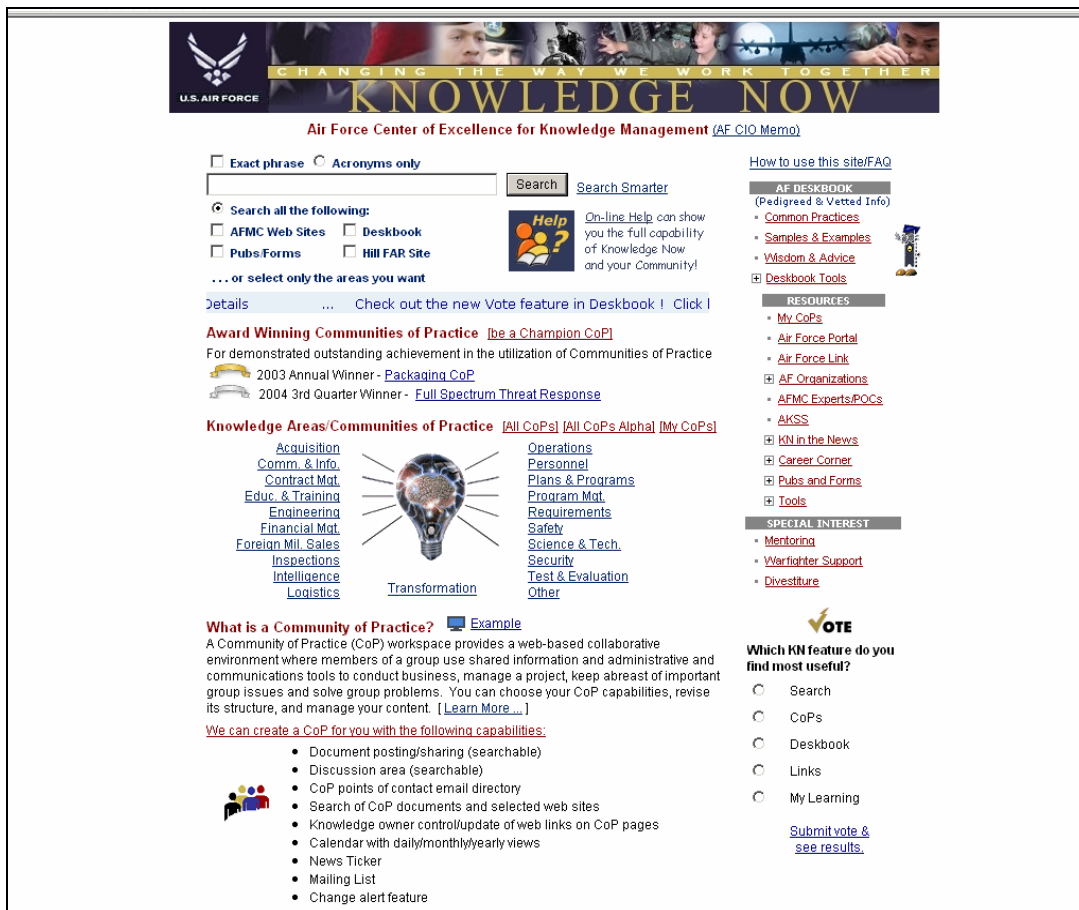 U.S. AIR FORCE
CHANGING THE WAY WE WORK TOGETHER
KNOWLEDGE NOW
Air Force Center of Excellence for Knowledge Management (AF CIO Memo)
Exact phrase Acronyms only
Search Search Smarter
Search all the following:
AFMC Web Sites Deskbook
Pubs/Forms Hill FAR Site
... or select only the areas you want
Help ?
On-line Help can show
you the full capability
of Knowledge Now
and your Community!
Details ... Check out the new Vote feature in Deskbook ! Click
Award Winning Communities of Practice [be a Champion CoP]
For demonstrated outstanding achievement in the utilization of Communities of Practice
2003 Annual Winner - Packaging CoP
2004 3rd Quarter Winner - Full Spectrum Threat Response
Knowledge Areas/Communities of Practice [All CoPs] [All CoPs Alpha] [My CoPs]
Acquisition
Comm. & Info.
Contract Mgt.
Educ. & Training
Engineering
Financial Mgt.
Foreign Mil. Sales
Inspections
Intelligence
Logistics
Transformation
Operations
Personnel
Plans & Programs
Program Mgt.
Requirements
Safety
Science & Tech.
Security
Test & Evaluation
Other
What is a Community of Practice? Example
A Community of Practice (CoP) workspace provides a web-based collaborative
environment where members of a group use shared information and administrative and
communications tools to conduct business, manage a project, keep abreast of important
group issues and solve group problems. You can choose your CoP capabilities, revise
its structure, and manage your content. [ Learn More ... ]
We can create a CoP for you with the following capabilities:
• Document posting/sharing (searchable)
• Discussion area (searchable)
• CoP points of contact email directory
• Search of CoP documents and selected web sites
• Knowledge owner control/update of web links on CoP pages
• Calendar with daily/monthly/yearly views
• News Ticker
• Mailing List
• Change alert feature
How to use this site/FAQ
AF DESKBOOK
(Pedigreed & Vetted Info)
Common Practices
Samples & Examples
Wisdom & Advice
Deskbook Tools
RESOURCES
My CoPs
Air Force Portal
Air Force Link
AF Organizations
AFMC Experts/POCs
AKSS
KN in the News
Career Corner
Pubs and Forms
Tools
SPECIAL INTEREST
Mentoring
Warfighter Support
Divestiture
VOTE
Which KN feature do you
find most useful?
Search
CoPs
Deskbook
Links
My Learning
Submit vote &
see results.